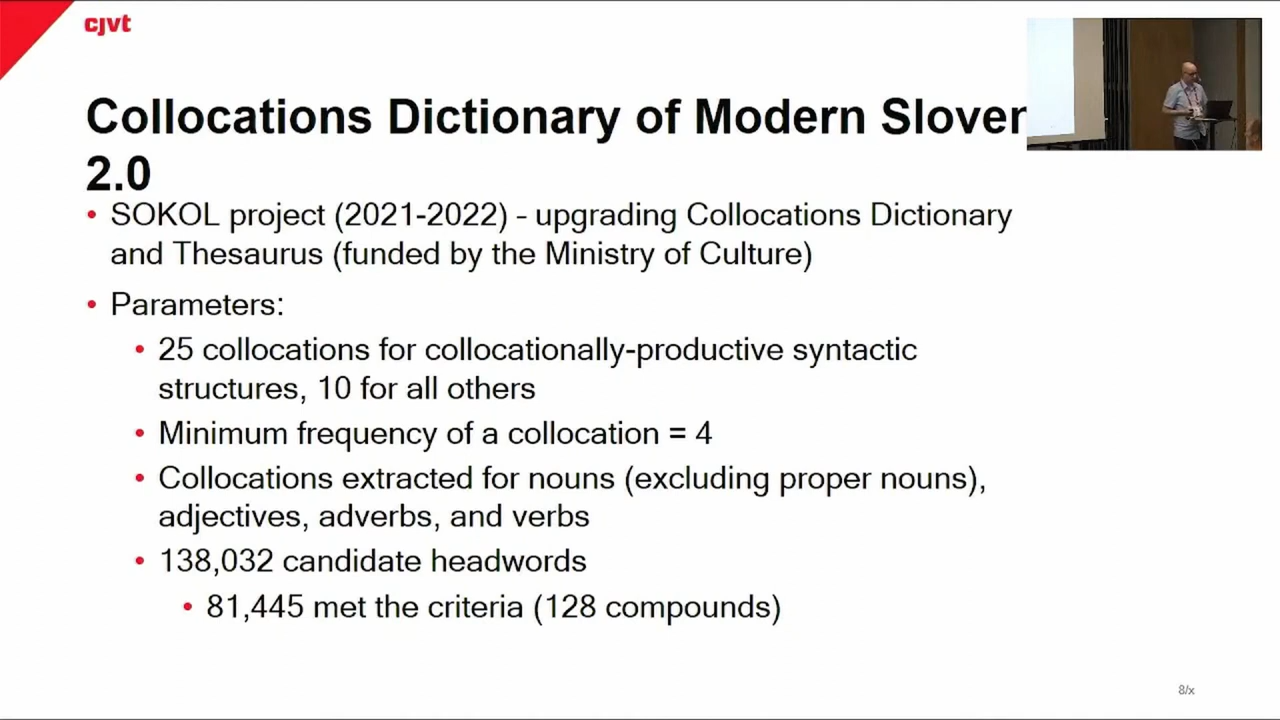 cjvt
Collocations Dictionary of Modern
2.0
• SOKOL project (2021-2022) - upgrading Collocations Dictionary
and Thesaurus (funded by the Ministry of Culture)
• Parameters:
• 25 collocations for collocationally-productive syntactic
structures, 10 for all others
• Minimum frequency of a collocation = 4
• Collocations extracted for nouns (excluding proper nouns),
adjectives, adverbs, and verbs
• 138,032 candidate headwords
• 81,445 met the criteria (128 compounds)
8/x